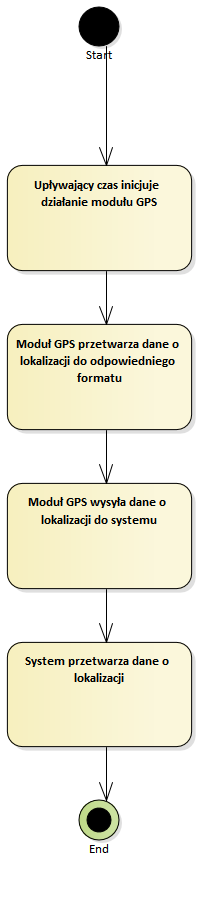 Start
Upływający czas inicjuje
działanie modułu GPS
Moduł GPS przetwarza dane o
lokalizacji do odpowiedniego
formatu
Moduł GPS wysyła dane o
lokalizacji do systemu
System przetwarza dane o
lokalizacji
End